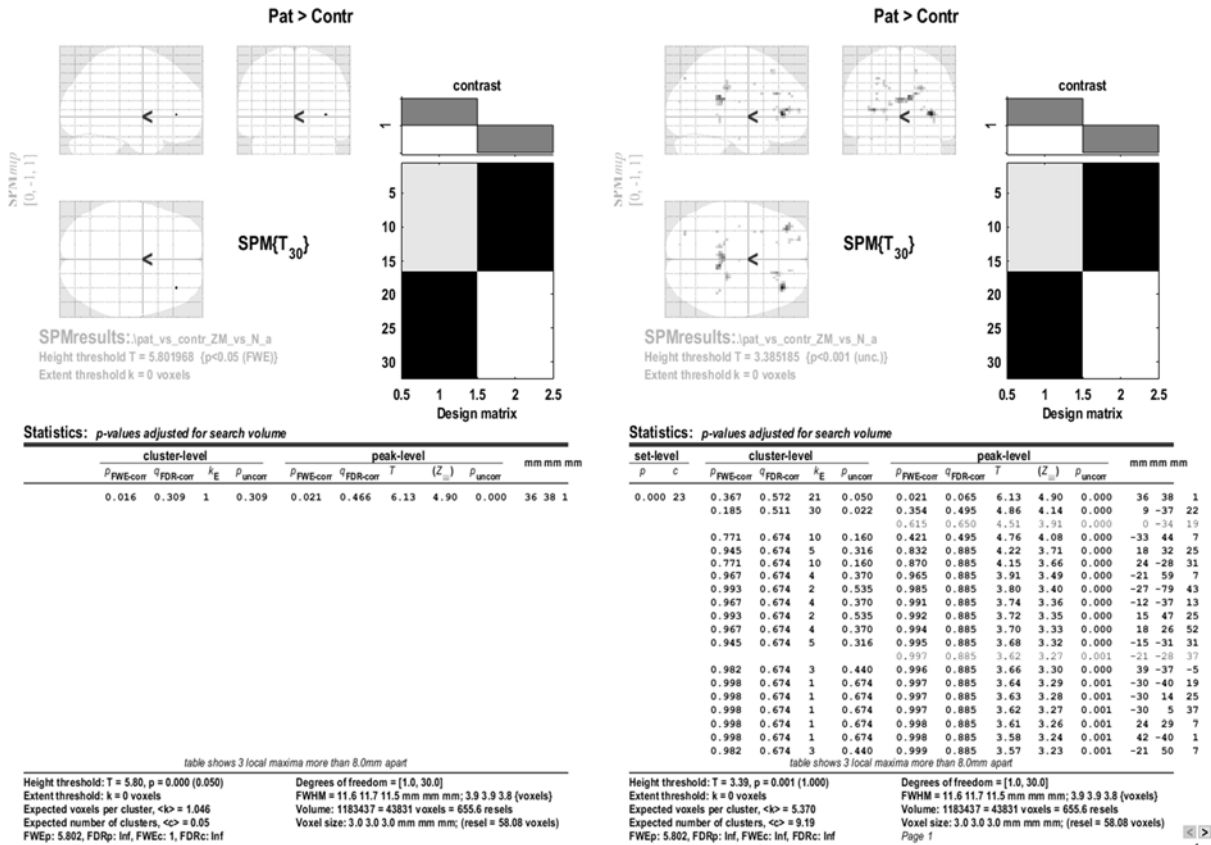 Pat > Contr
contrast
1
<
<
<
SPMmip
[0, -1, 1]
SPM{T30}
5
10
15
20
25
30
0.5 1 1.5 2 2.5
Design matrix
SPMresults:.\pat_vs_contr_ZM_vs_N_a
Height threshold T = 5.801968 {p<0.05 (FWE)}
Extent threshold k = 0 voxels
Statistics: p-values adjusted for search volume
cluster-level peak-level mm mm mm
pFWE-corr qFDR-corr kE puncorr pFWE-corr qFDR-corr T (Z≡) puncorr
0.016 0.309 1 0.309 0.021 0.466 6.13 4.90 0.000 36 38 1
table shows 3 local maxima more than 8.0mm apart
Height threshold: T = 5.80, p = 0.000 (0.050)
Extent threshold: k = 0 voxels
Expected voxels per cluster, <k> = 1.046
Expected number of clusters, <c> = 0.05
FWEp: 5.802, FDRp: Inf, FWEc: 1, FDRc: Inf
Degrees of freedom = [1.0, 30.0]
FWHM = 11.6 11.7 11.5 mm mm mm; 3.9 3.9 3.8 {voxels}
Volume: 1183437 = 43831 voxels = 655.6 resels
Voxel size: 3.0 3.0 3.0 mm mm mm; (resel = 58.08 voxels)
Pat > Contr
contrast
1
<
<
<
SPMmip
[0, -1, 1]
SPM{T30}
5
10
15
20
25
30
0.5 1 1.5 2 2.5
Design matrix
SPMresults:.\pat_vs_contr_ZM_vs_N_a
Height threshold T = 3.385185 {p<0.001 (unc.)}
Extent threshold k = 0 voxels
Statistics: p-values adjusted for search volume
set-level cluster-level peak-level mm mm mm
p c pFWE-corr qFDR-corr kE puncorr pFWE-corr qFDR-corr T (Z≡) puncorr
0.000 23 0.367 0.572 21 0.050 0.021 0.065 6.13 4.90 0.000 36 38 1
0.185 0.511 30 0.022 0.354 0.495 4.86 4.14 0.000 9 -37 22
0.615 0.650 4.51 3.91 0.000 0 -34 19
0.771 0.674 10 0.160 0.421 0.495 4.76 4.08 0.000 -33 44 7
0.945 0.674 5 0.316 0.832 0.885 4.22 3.71 0.000 18 32 25
0.771 0.674 10 0.160 0.870 0.885 4.15 3.66 0.000 24 -28 31
0.967 0.674 4 0.370 0.965 0.885 3.91 3.49 0.000 -21 59 7
0.993 0.674 2 0.535 0.985 0.885 3.80 3.40 0.000 -27 -79 43
0.967 0.674 4 0.370 0.991 0.885 3.74 3.36 0.000 -12 -37 13
0.993 0.674 2 0.535 0.992 0.885 3.72 3.35 0.000 15 47 25
0.967 0.674 4 0.370 0.994 0.885 3.70 3.33 0.000 18 26 52
0.945 0.674 5 0.316 0.995 0.885 3.68 3.32 0.000 -15 -31 31
0.997 0.885 3.62 3.27 0.001 -21 -28 37
0.982 0.674 3 0.440 0.996 0.885 3.66 3.30 0.000 39 -37 -5
0.998 0.674 1 0.674 0.997 0.885 3.64 3.29 0.001 -30 -40 19
0.998 0.674 1 0.674 0.997 0.885 3.63 3.28 0.001 -30 14 25
0.998 0.674 1 0.674 0.997 0.885 3.62 3.27 0.001 -30 5 37
0.998 0.674 1 0.674 0.998 0.885 3.61 3.26 0.001 24 29 7
0.998 0.674 1 0.674 0.998 0.885 3.58 3.24 0.001 42 -40 1
0.982 0.674 3 0.440 0.999 0.885 3.57 3.23 0.001 -21 50 7
table shows 3 local maxima more than 8.0mm apart
Height threshold: T = 3.39, p = 0.001 (1.000)
Extent threshold: k = 0 voxels
Expected voxels per cluster, <k> = 5.370
Expected number of clusters, <c> = 9.19
FWEp: 5.802, FDRp: Inf, FWEc: Inf, FDRc: Inf
Degrees of freedom = [1.0, 30.0]
FWHM = 11.6 11.7 11.5 mm mm mm; 3.9 3.9 3.8 {voxels}
Volume: 1183437 = 43831 voxels = 655.6 resels
Voxel size: 3.0 3.0 3.0 mm mm mm; (resel = 58.08 voxels)
Page 1
< >